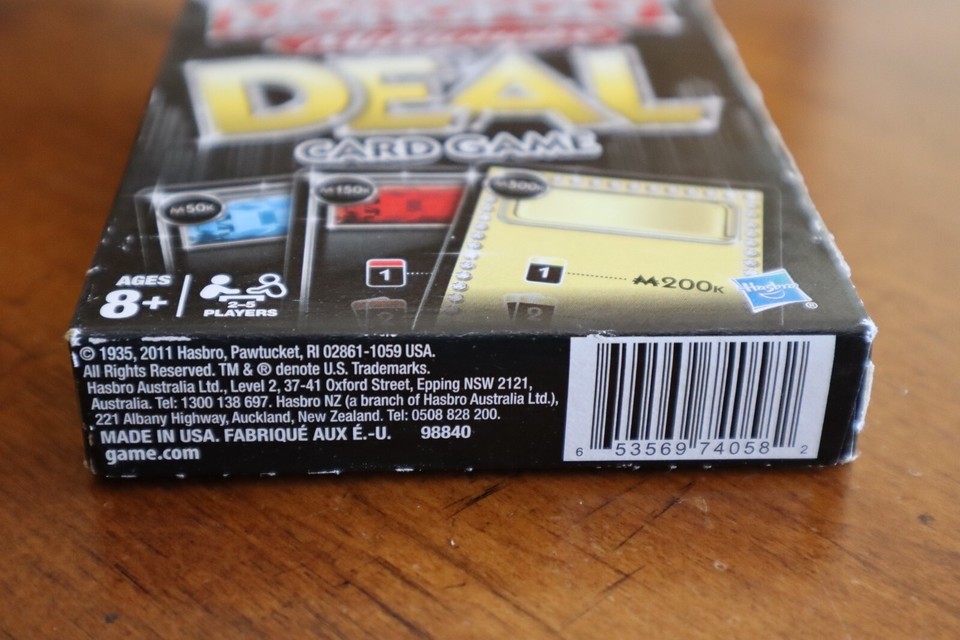 DEAL
CARD GAME
M50K
M150K
M500K
1
1
M200K
2
2
AGES
8+
2-5
PLAYERS
Hasbro
®
© 1935, 2011 Hasbro, Pawtucket, RI 02861-1059 USA.
All Rights Reserved. TM & ® denote U.S. Trademarks.
Hasbro Australia Ltd., Level 2, 37-41 Oxford Street, Epping NSW 2121,
Australia. Tel: 1300 138 697. Hasbro NZ (a branch of Hasbro Australia Ltd.),
221 Albany Highway, Auckland, New Zealand. Tel: 0508 828 200.
MADE IN USA. FABRIQUÉ AUX É.-U. 98840
game.com
6 53569 74058 2